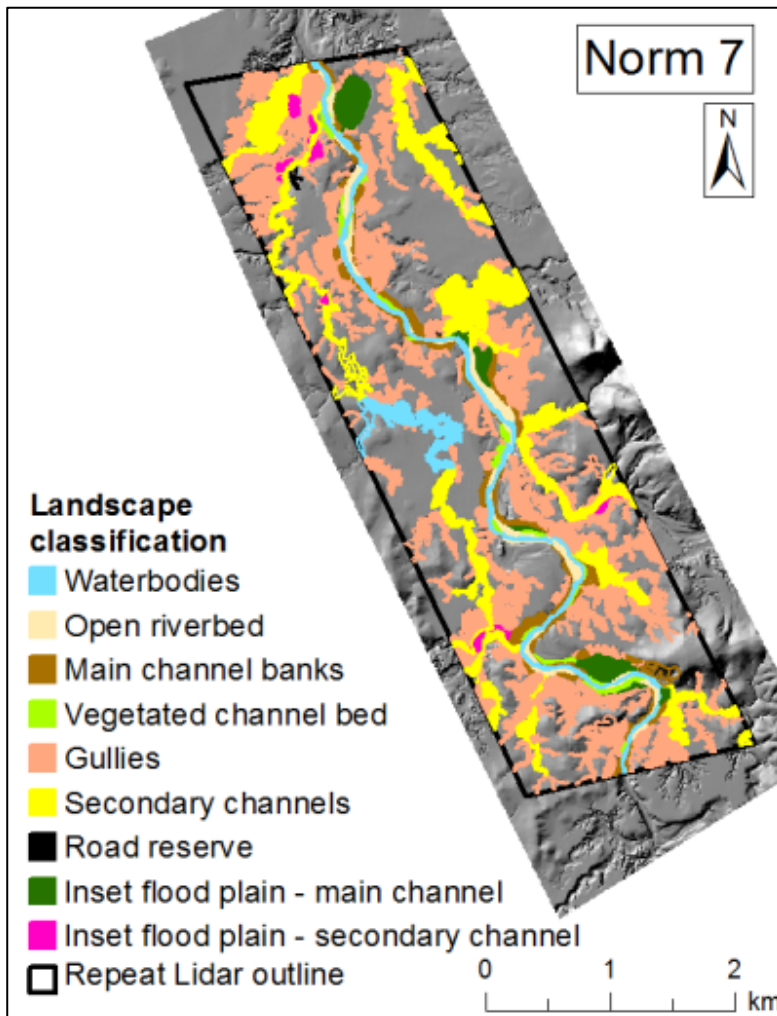 Norm 7
N
Landscape
classification
Waterbodies
Open riverbed
Main channel banks
Vegetated channel bed
Gullies
Secondary channels
Road reserve
Inset flood plain - main channel
Inset flood plain - secondary channel
Repeat Lidar outline
0 1 2
km